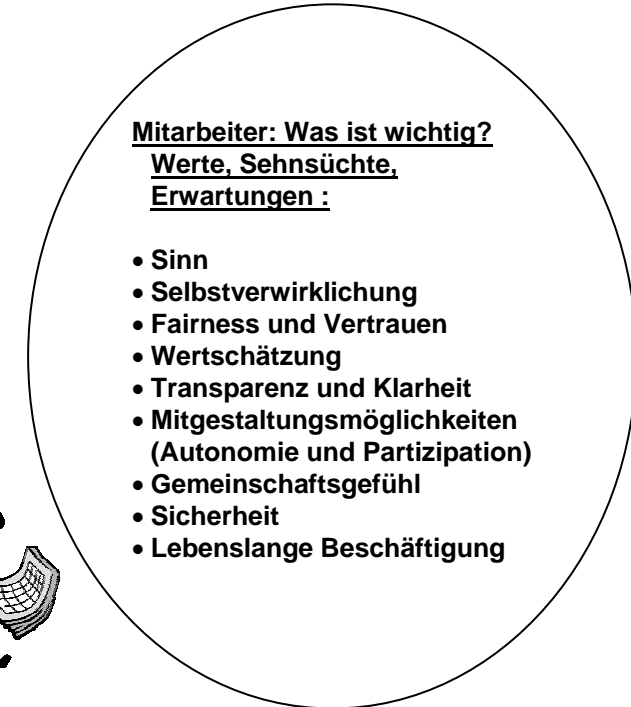 Mitarbeiter: Was ist wichtig?
Werte, Sehnsüchte,
Erwartungen :
• Sinn
• Selbstverwirklichung
• Fairness und Vertrauen
• Wertschätzung
• Transparenz und Klarheit
• Mitgestaltungsmöglichkeiten
(Autonomie und Partizipation)
• Gemeinschaftsgefühl
• Sicherheit
• Lebenslange Beschäftigung